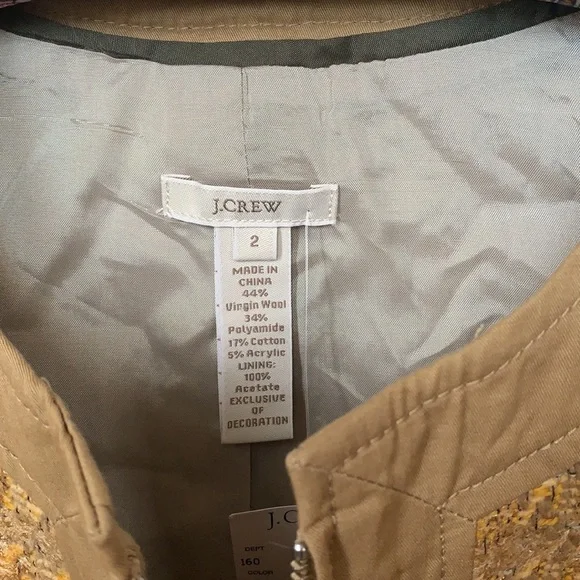 J.CREW
2
MADE IN
CHINA
44%
Virgin Wool
34%
Polyamide
17% Cotton
5% Acrylic
LINING:
100%
Acetate
EXCLUSIVE
OF
DECORATION
J.C
DEPT
160
COLOR